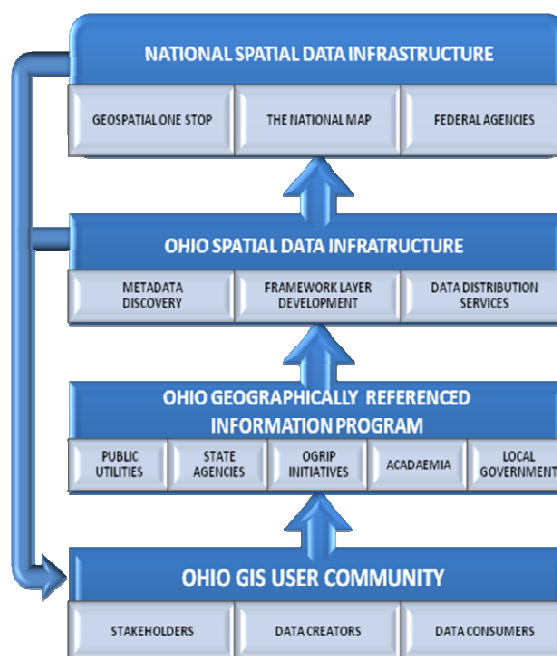 NATIONAL SPATIAL DATA INFRASTRUCTURE
GEOSPATIAL ONE STOP
THE NATIONAL MAP
FEDERAL AGENCIES
OHIO SPATIAL DATA INFRATRUCTURE
METADATA
DISCOVERY
FRAMEWORK LAYER
DEVELOPMENT
DATA DISTRIBUTION
SERVICES
OHIO GEOGRAPHICALLY REFERENCED
INFORMATION PROGRAM
PUBLIC
UTILITIES
STATE
AGENCIES
OGRIP
INITIATIVES
ACADAEMIA
LOCAL
GOVERNMENT
OHIO GIS USER COMMUNITY
STAKEHOLDERS
DATA CREATORS
DATA CONSUMERS